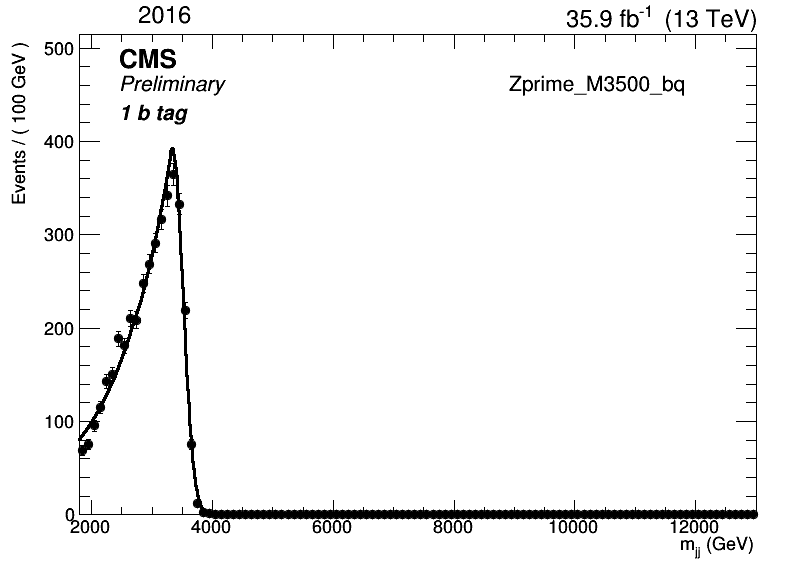 2016
35.9 fb⁻¹ (13 TeV)
CMS
Preliminary
1 b tag
Zprime_M3500_bq
Events / ( 100 GeV )
500
400
300
200
100
0
2000 4000 6000 8000 10000 12000
m_jj (GeV)